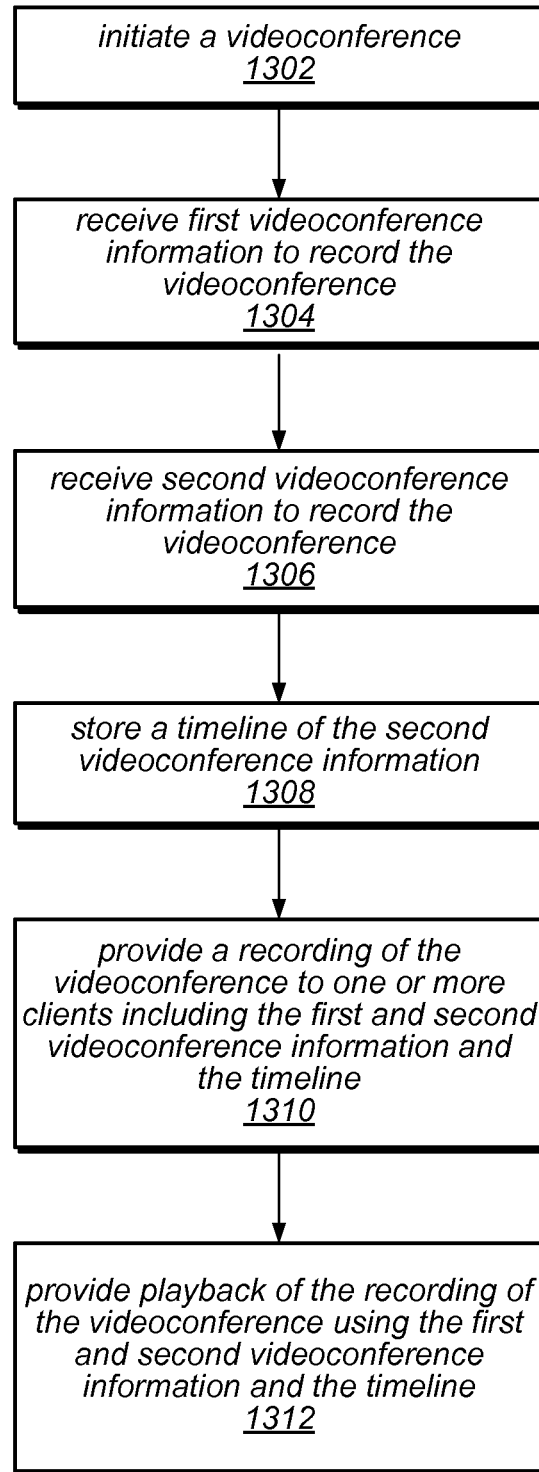 initiate a videoconference
1302
receive first videoconference
information to record the
videoconference
1304
receive second videoconference
information to record the
videoconference
1306
store a timeline of the second
videoconference information
1308
provide a recording of the
videoconference to one or more
clients including the first and second
videoconference information and
the timeline
1310
provide playback of the recording of
the videoconference using the first
and second videoconference
information and the timeline
1312